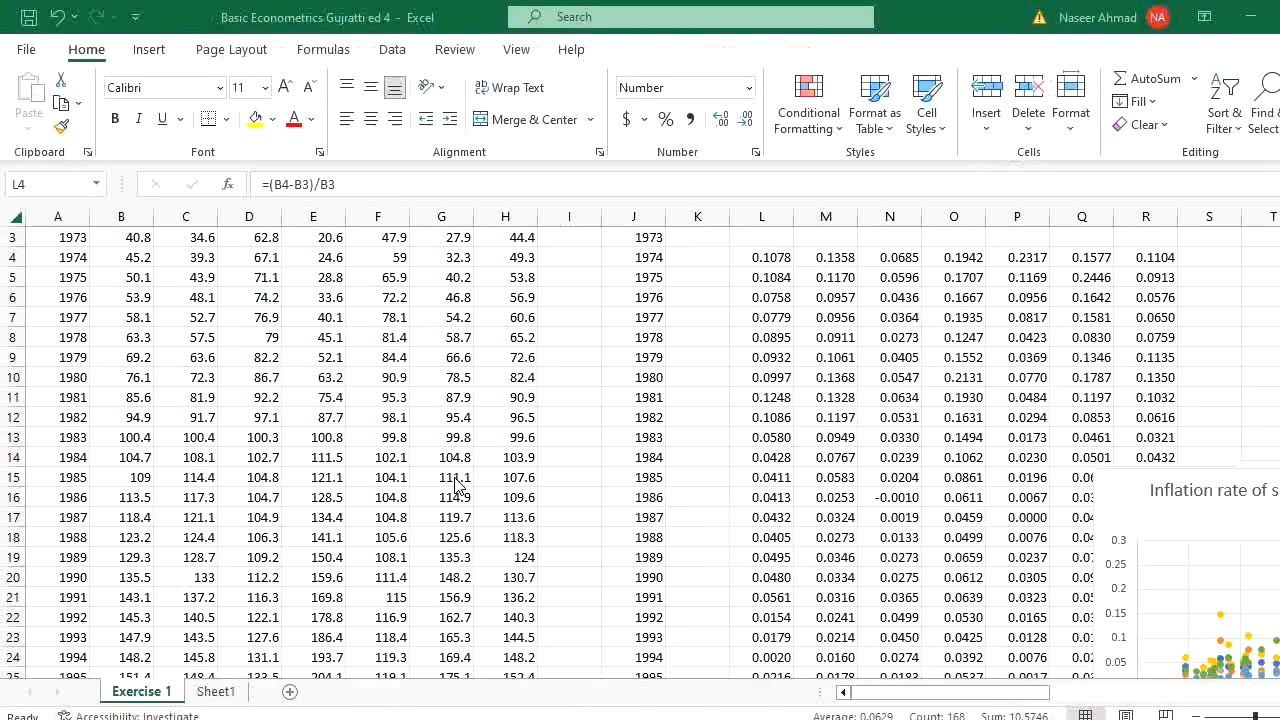 Basic Econometrics Gujratti ed 4 - Excel
Search
Naseer Ahmad NA
File Home Insert Page Layout Formulas Data Review View Help
Calibri 11
Wrap Text
Number
AutoSum
Paste
B I U
Merge & Center
$ % ,
Conditional Formatting
Format as Table
Cell Styles
Insert Delete Format
Fill
Clear
Sort & Filter
Find &
Clipboard Font Alignment Number Styles Cells Editing
L4 fx =(B4-B3)/B3
A B C D E F G H I J K L M N O P Q R S T
3 1973 40.8 34.6 62.8 20.6 47.9 27.9 44.4 1973
4 1974 45.2 39.3 67.1 24.6 59 32.3 49.3 1974 0.1078 0.1358 0.0685 0.1942 0.2317 0.1577 0.1104
5 1975 50.1 43.9 71.1 28.8 65.9 40.2 53.8 1975 0.1084 0.1170 0.0596 0.1707 0.1169 0.2446 0.0913
6 1976 53.9 48.1 74.2 33.6 72.2 46.8 56.9 1976 0.0758 0.0957 0.0436 0.1667 0.0956 0.1642 0.0576
7 1977 58.1 52.7 76.9 40.1 78.1 54.2 60.6 1977 0.0779 0.0956 0.0364 0.1935 0.0817 0.1581 0.0650
8 1978 63.3 57.5 79 45.1 81.4 58.7 65.2 1978 0.0895 0.0911 0.0273 0.1247 0.0423 0.0830 0.0759
9 1979 69.2 63.6 82.2 52.1 84.4 66.6 72.6 1979 0.0932 0.1061 0.0405 0.1552 0.0369 0.1346 0.1135
10 1980 76.1 72.3 86.7 63.2 90.9 78.5 82.4 1980 0.0997 0.1368 0.0547 0.2131 0.0770 0.1787 0.1350
11 1981 85.6 81.9 92.2 75.4 95.3 87.9 90.9 1981 0.1248 0.1328 0.0634 0.1930 0.0484 0.1197 0.1032
12 1982 94.9 91.7 97.1 87.7 98.1 95.4 96.5 1982 0.1086 0.1197 0.0531 0.1631 0.0294 0.0853 0.0616
13 1983 100.4 100.4 100.3 100.8 99.8 99.8 99.6 1983 0.0580 0.0949 0.0330 0.1494 0.0173 0.0461 0.0321
14 1984 104.7 108.1 102.7 111.5 102.1 104.8 103.9 1984 0.0428 0.0767 0.0239 0.1062 0.0230 0.0501 0.0432
15 1985 109 114.4 104.8 121.1 104.1 111.1 107.6 1985 0.0411 0.0583 0.0204 0.0861 0.0196
16 1986 113.5 117.3 104.7 128.5 104.8 114.9 109.6 1986 0.0413 0.0253 -0.0010 0.0611 0.0067
17 1987 118.4 121.1 104.9 134.4 104.8 119.7 113.6 1987 0.0432 0.0324 0.0019 0.0459 0.0000
18 1988 123.2 124.4 106.3 141.1 105.6 125.6 118.3 1988 0.0405 0.0273 0.0133 0.0499 0.0076
19 1989 129.3 128.7 109.2 150.4 108.1 135.3 124 1989 0.0495 0.0346 0.0273 0.0659 0.0237
20 1990 135.5 133 112.2 159.6 111.4 148.2 130.7 1990 0.0480 0.0334 0.0275 0.0612 0.0305
21 1991 143.1 137.2 116.3 169.8 115 156.9 136.2 1991 0.0561 0.0316 0.0365 0.0639 0.0323
22 1992 145.3 140.5 122.1 178.8 116.9 162.7 140.3 1992 0.0154 0.0241 0.0499 0.0530 0.0165
23 1993 147.9 143.5 127.6 186.4 118.4 165.3 144.5 1993 0.0179 0.0214 0.0450 0.0425 0.0128
24 1994 148.2 145.8 131.1 193.7 119.3 169.4 148.2 1994 0.0020 0.0160 0.0274 0.0392 0.0076
Inflation rate of s
0.3
0.25
0.2
0.15
0.1
0.05
Exercise 1 Sheet1
Ready Accessibility: Investigate Average: 0.0629 Count: 168 Sum: 10.5746